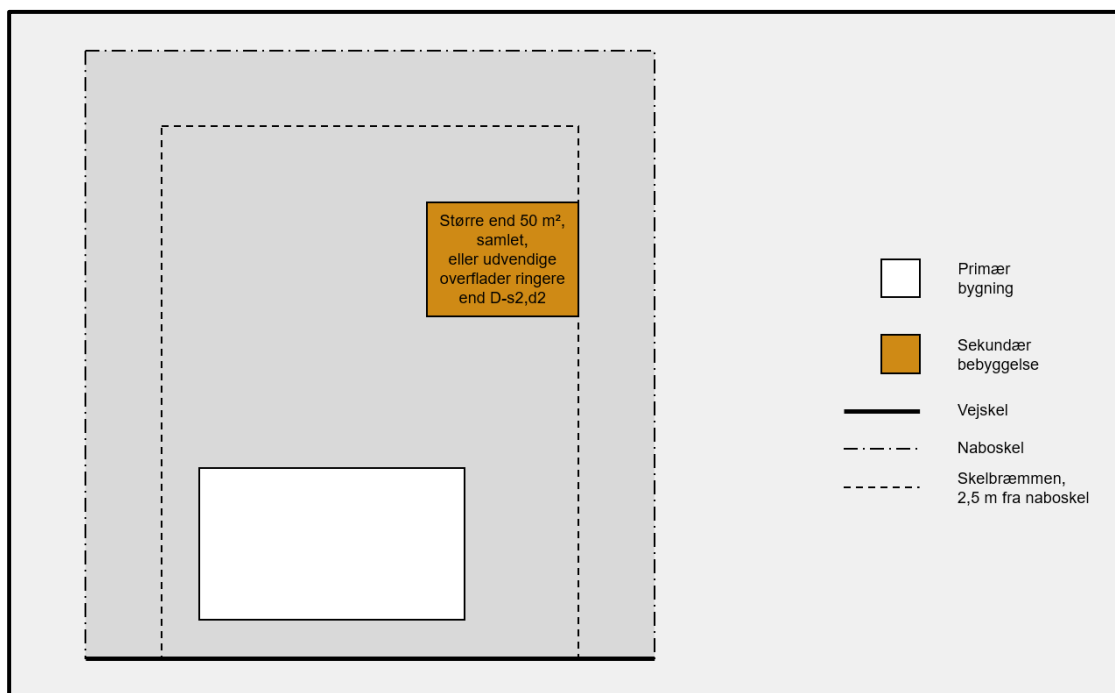 Større end 50 m²,
samlet,
eller udvendige
overflader ringere
end D-s2,d2
Primær
bygning
Sekundær
bebyggelse
Vejskel
Naboskel
Skelbræmmen,
2,5 m fra naboskel